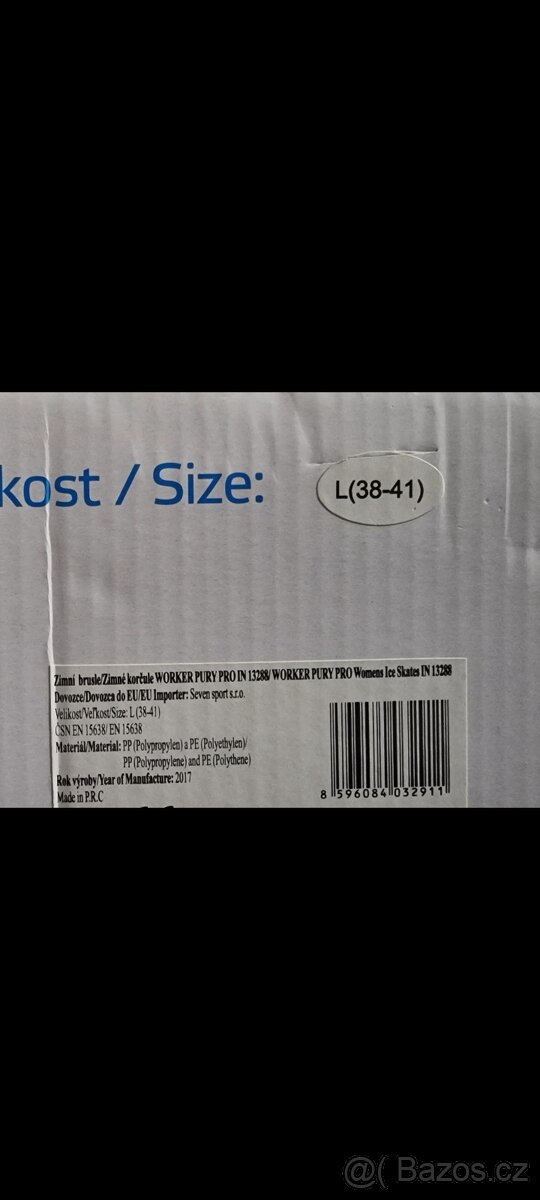 kost / Size:
L(38-41)
Zimní brusle/Zimné korčule WORKER PURY PRO IN 13288/ WORKER PURY PRO Womens Ice Skates IN 13288
Dovozce/Dovozca do EU/EU Importer: Seven sport s.r.o.
Velikost/Veľkost/Size: L (38-41)
ČSN EN 15638/ EN 15638
Materiál/Material: PP (Polypropylen) a PE (Polyethylen)/
PP (Polypropylene) and PE (Polythene)
Rok výroby/Year of Manufacture: 2017
Made in P.R.C
8 596084 032911
@( Bazos.cz